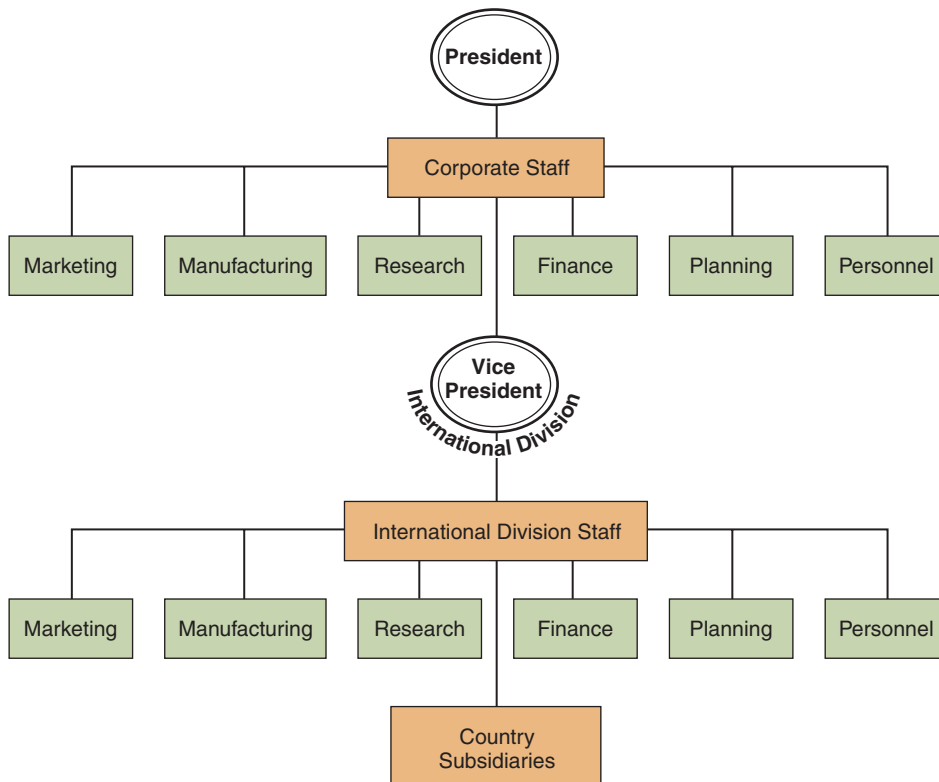 President
Corporate Staff
Marketing
Manufacturing
Research
Finance
Planning
Personnel
Vice
President
International Division
International Division Staff
Marketing
Manufacturing
Research
Finance
Planning
Personnel
Country
Subsidiaries